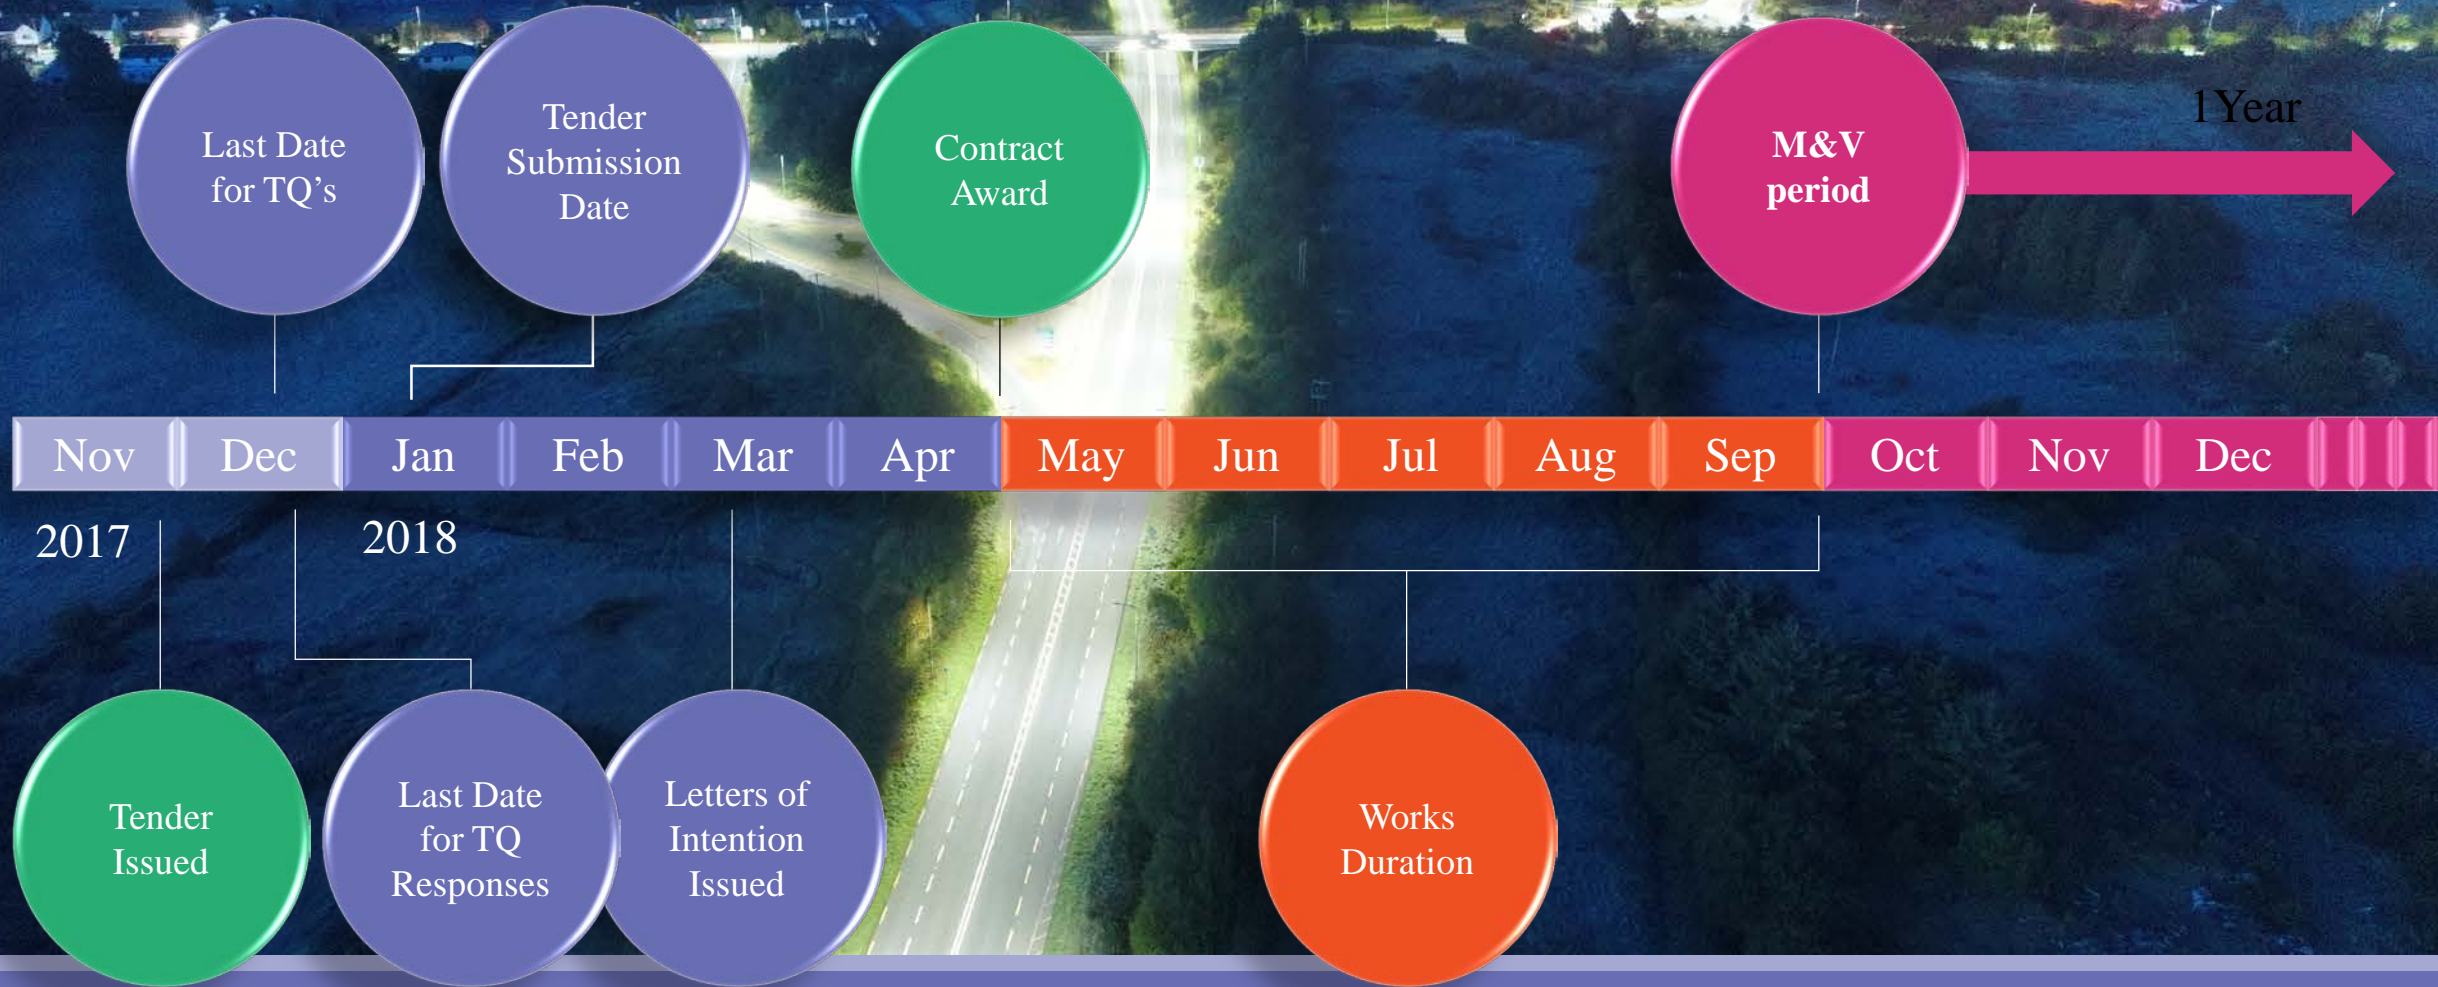 Last Date
for TQ’s
Tender
Submission
Date
Contract
Award
M&V
period
1Year
Nov Dec Jan Feb Mar Apr May Jun Jul Aug Sep Oct Nov Dec
2017
2018
Tender
Issued
Last Date
for TQ
Responses
Letters of
Intention
Issued
Works
Duration